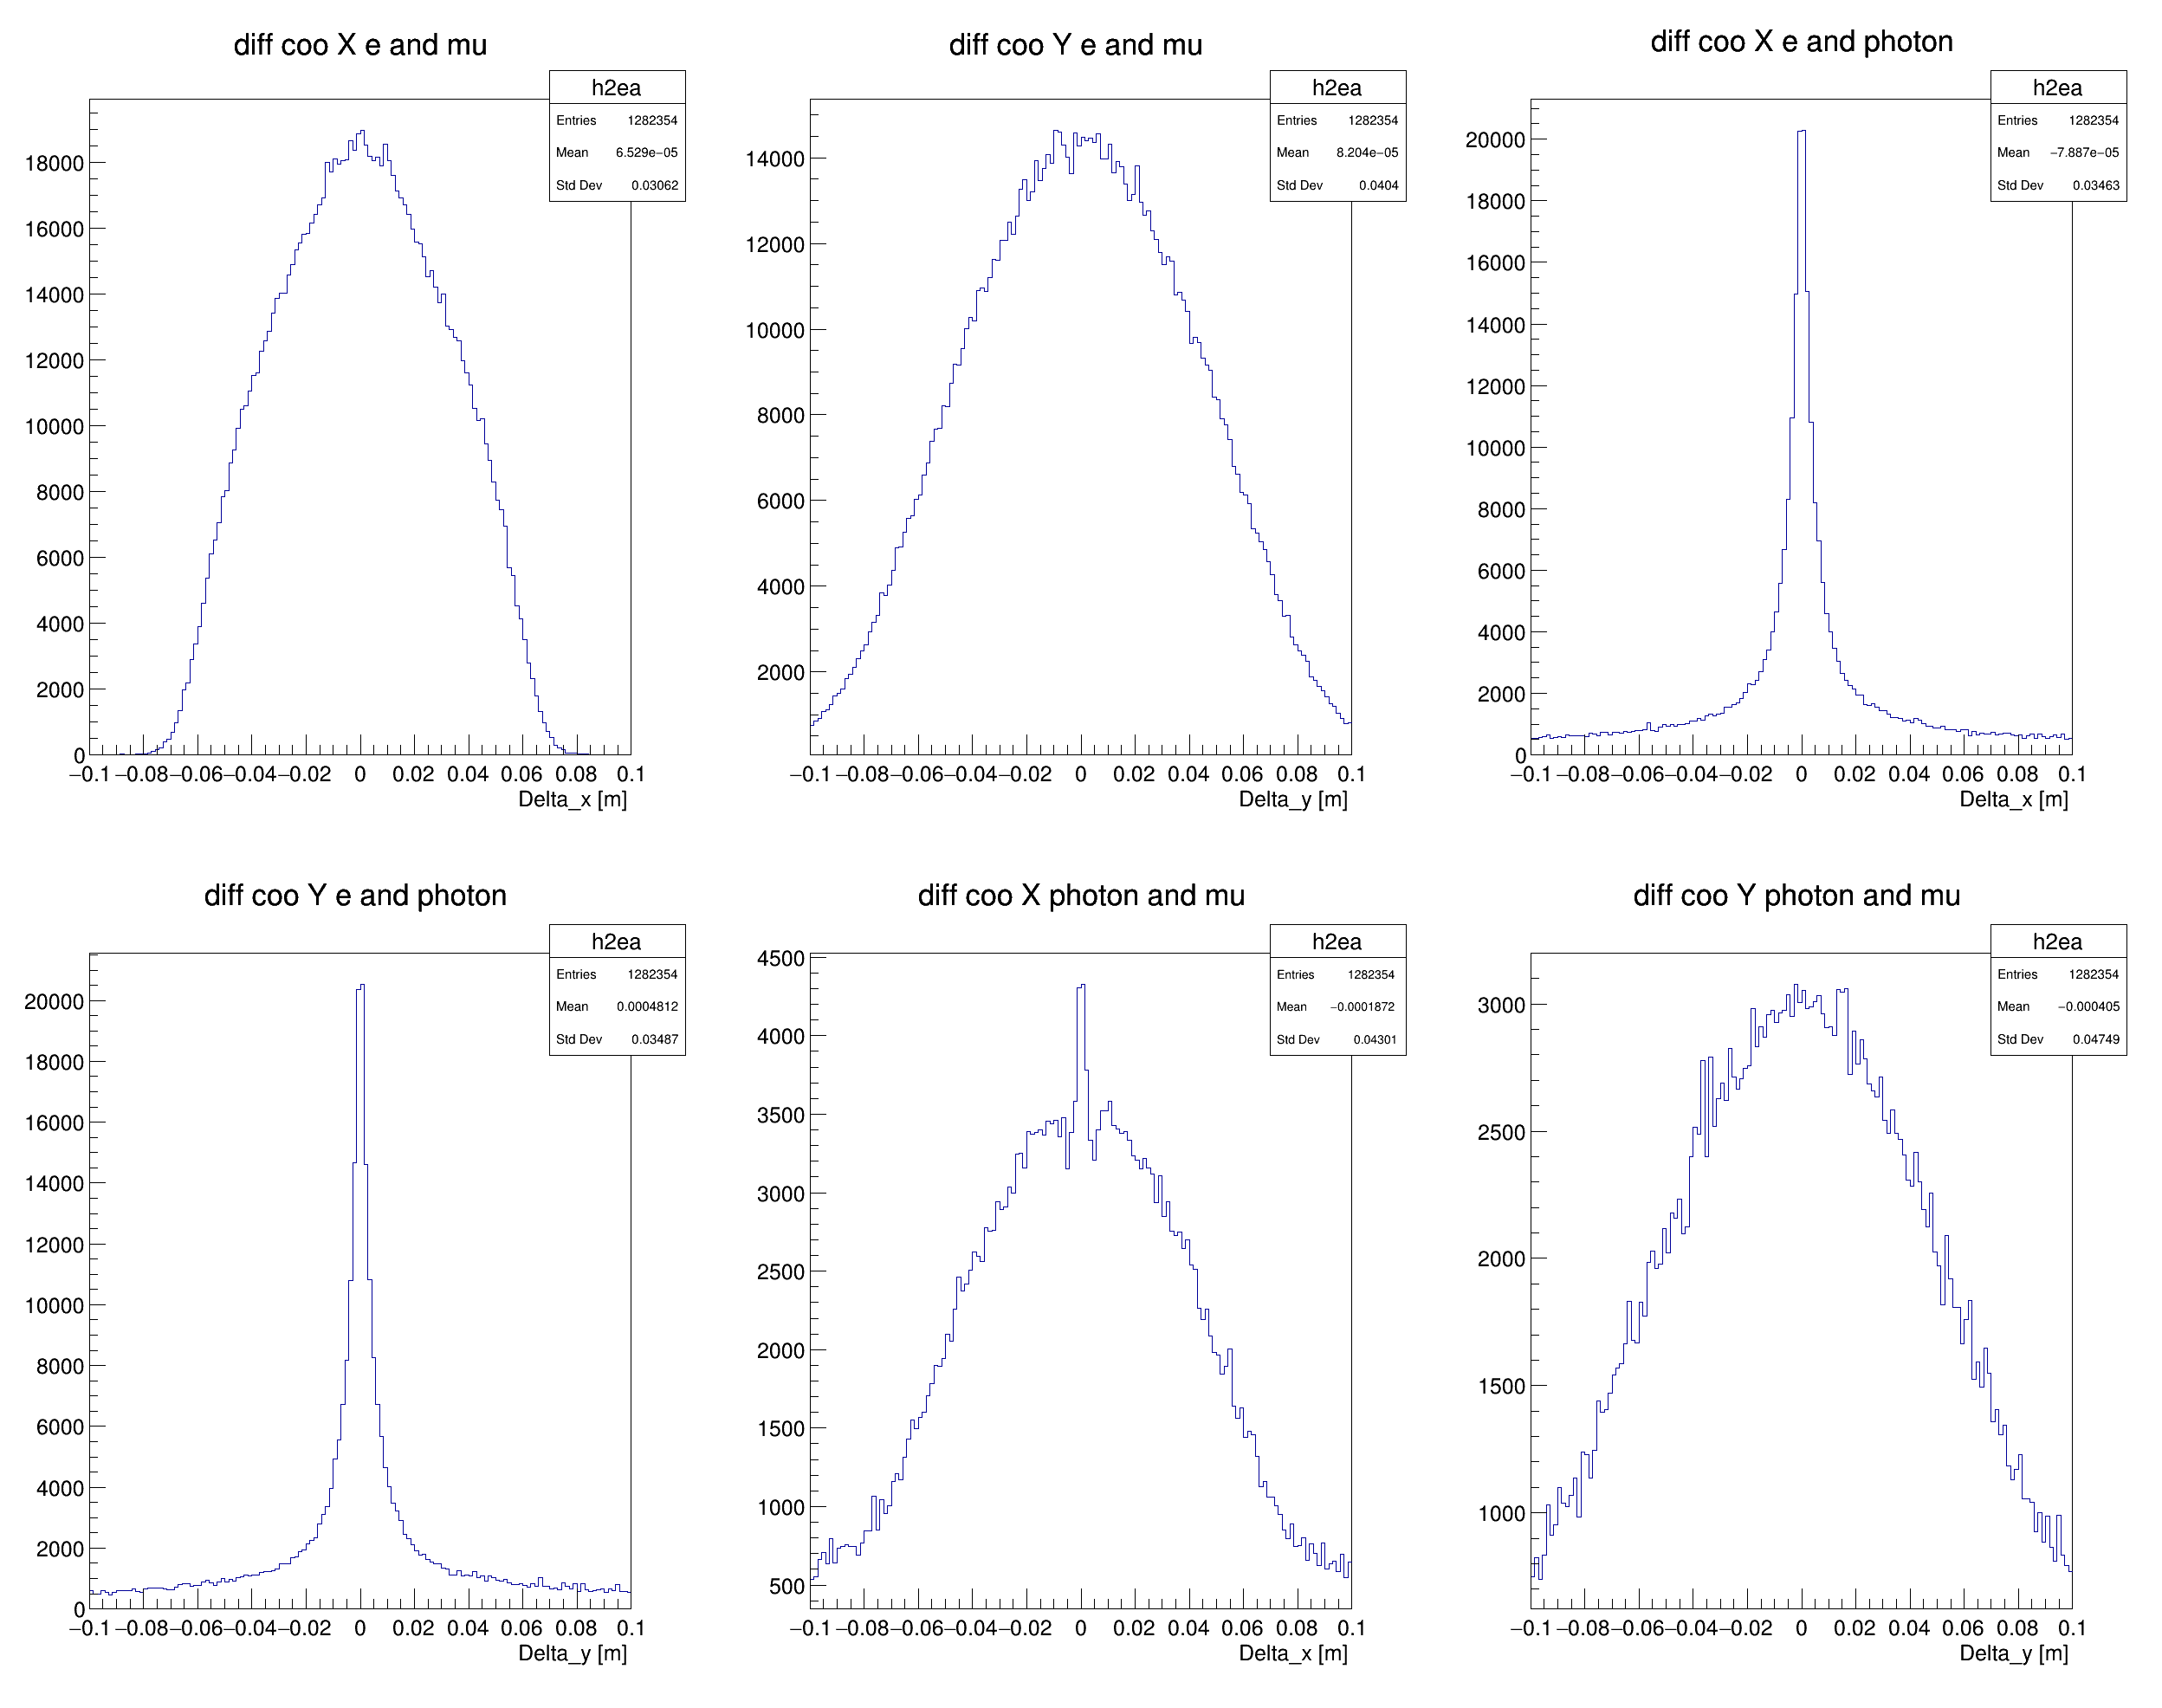 diff coo X e and mu
h2ea
Entries 1282354
Mean 6.529e−05
Std Dev 0.03062
18000
16000
14000
12000
10000
8000
6000
4000
2000
0
−0.1 −0.08 −0.06 −0.04 −0.02 0 0.02 0.04 0.06 0.08 0.1
Delta_x [m]
diff coo Y e and mu
h2ea
Entries 1282354
Mean 8.204e−05
Std Dev 0.0404
14000
12000
10000
8000
6000
4000
2000
−0.1 −0.08 −0.06 −0.04 −0.02 0 0.02 0.04 0.06 0.08 0.1
Delta_y [m]
diff coo X e and photon
h2ea
Entries 1282354
Mean −7.887e−05
Std Dev 0.03463
20000
18000
16000
14000
12000
10000
8000
6000
4000
2000
0
−0.1 −0.08 −0.06 −0.04 −0.02 0 0.02 0.04 0.06 0.08 0.1
Delta_x [m]
diff coo Y e and photon
h2ea
Entries 1282354
Mean 0.0004812
Std Dev 0.03487
20000
18000
16000
14000
12000
10000
8000
6000
4000
2000
0
−0.1 −0.08 −0.06 −0.04 −0.02 0 0.02 0.04 0.06 0.08 0.1
Delta_y [m]
diff coo X photon and mu
h2ea
Entries 1282354
Mean −0.0001872
Std Dev 0.04301
4500
4000
3500
3000
2500
2000
1500
1000
500
−0.1 −0.08 −0.06 −0.04 −0.02 0 0.02 0.04 0.06 0.08 0.1
Delta_x [m]
diff coo Y photon and mu
h2ea
Entries 1282354
Mean −0.000405
Std Dev 0.04749
3000
2500
2000
1500
1000
−0.1 −0.08 −0.06 −0.04 −0.02 0 0.02 0.04 0.06 0.08 0.1
Delta_y [m]